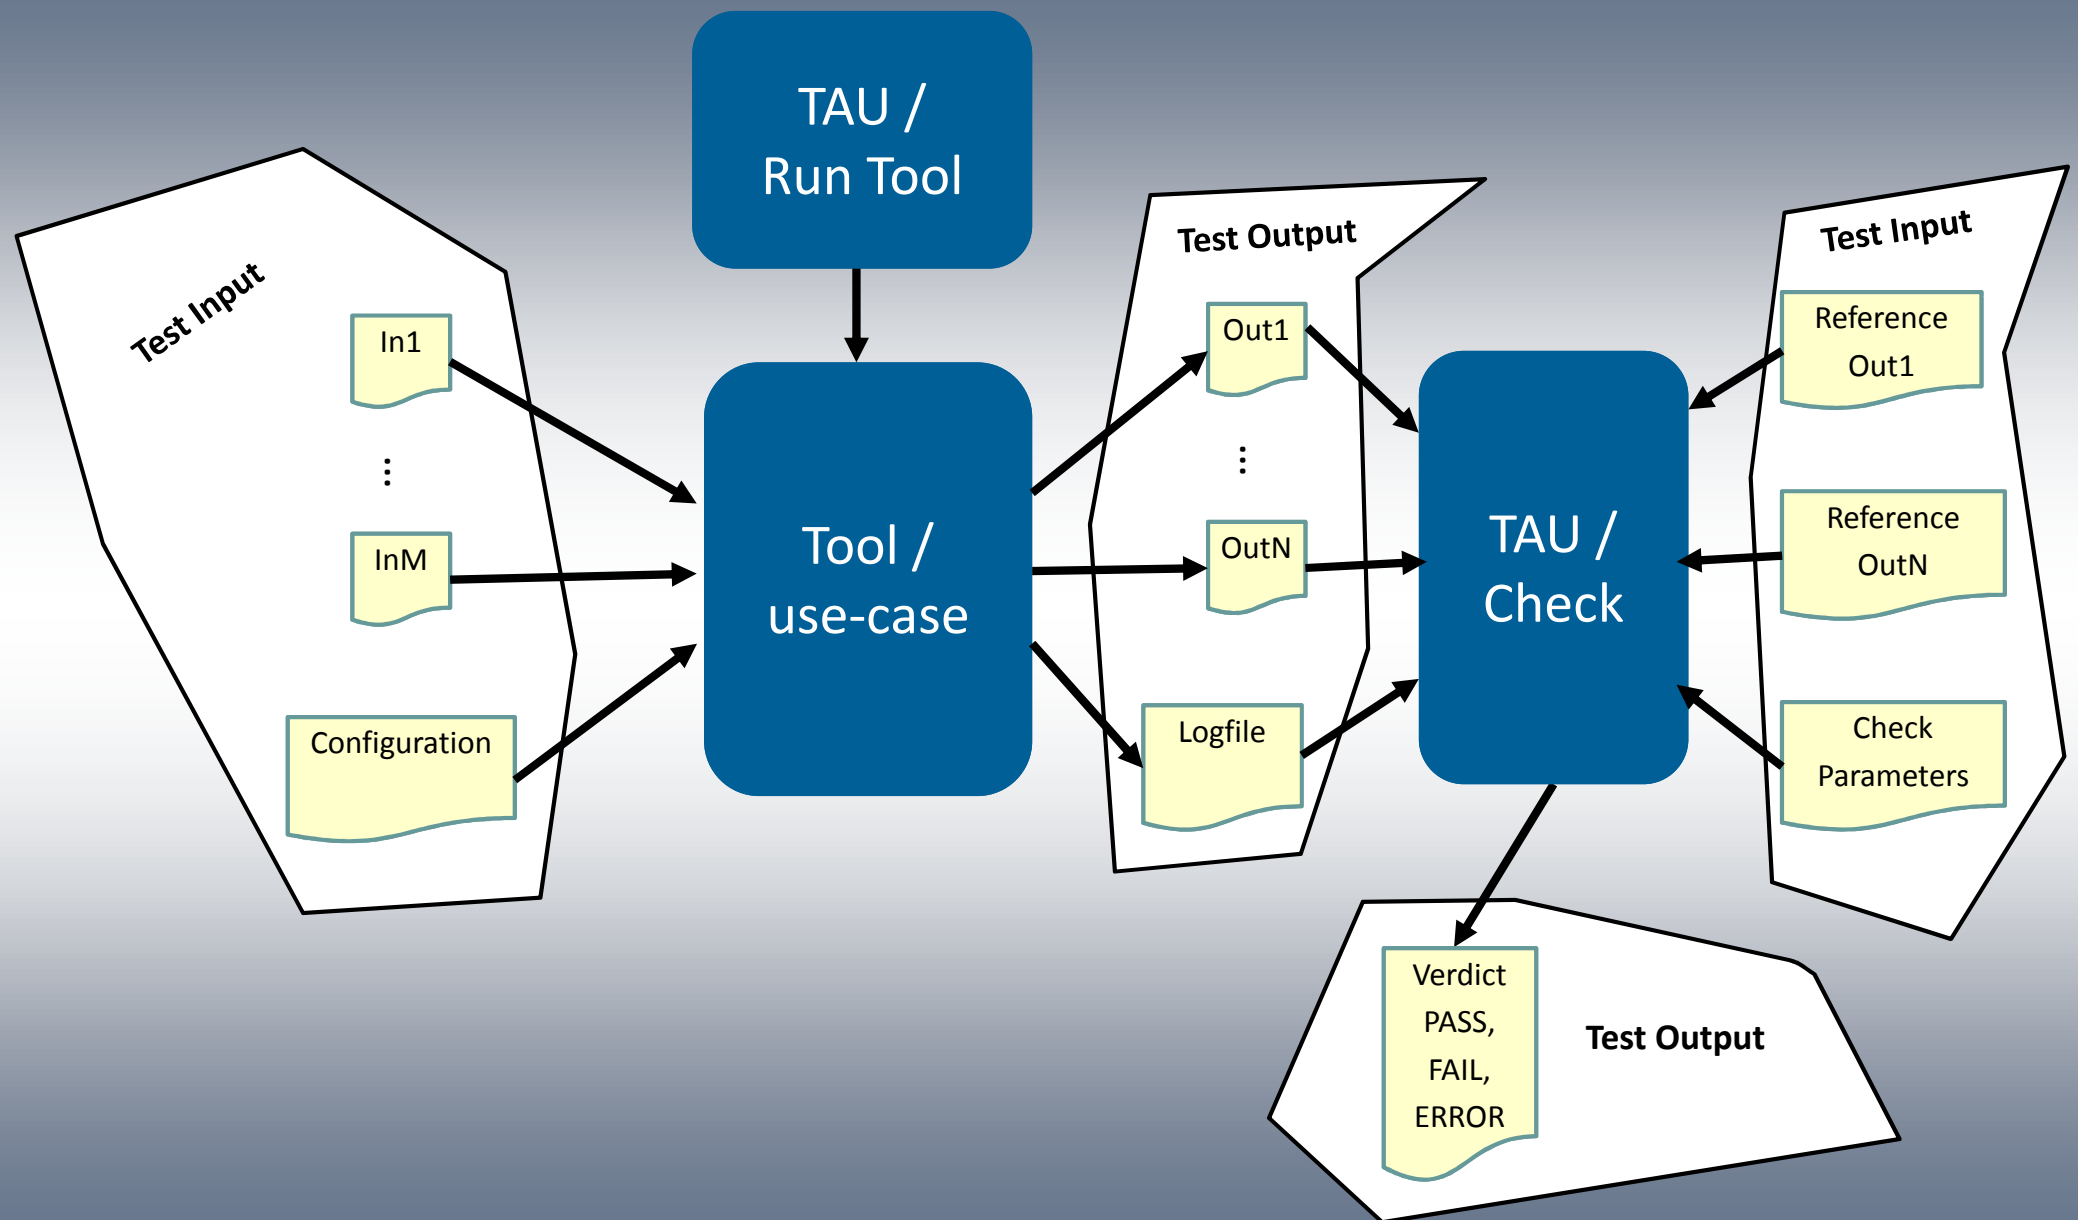 TAU /
Run Tool
Test Input
In1
...
InM
Configuration
Tool /
use-case
Test Output
Out1
...
OutN
Logfile
TAU /
Check
Test Input
Reference
Out1
Reference
OutN
Check
Parameters
Verdict
PASS,
FAIL,
ERROR
Test Output